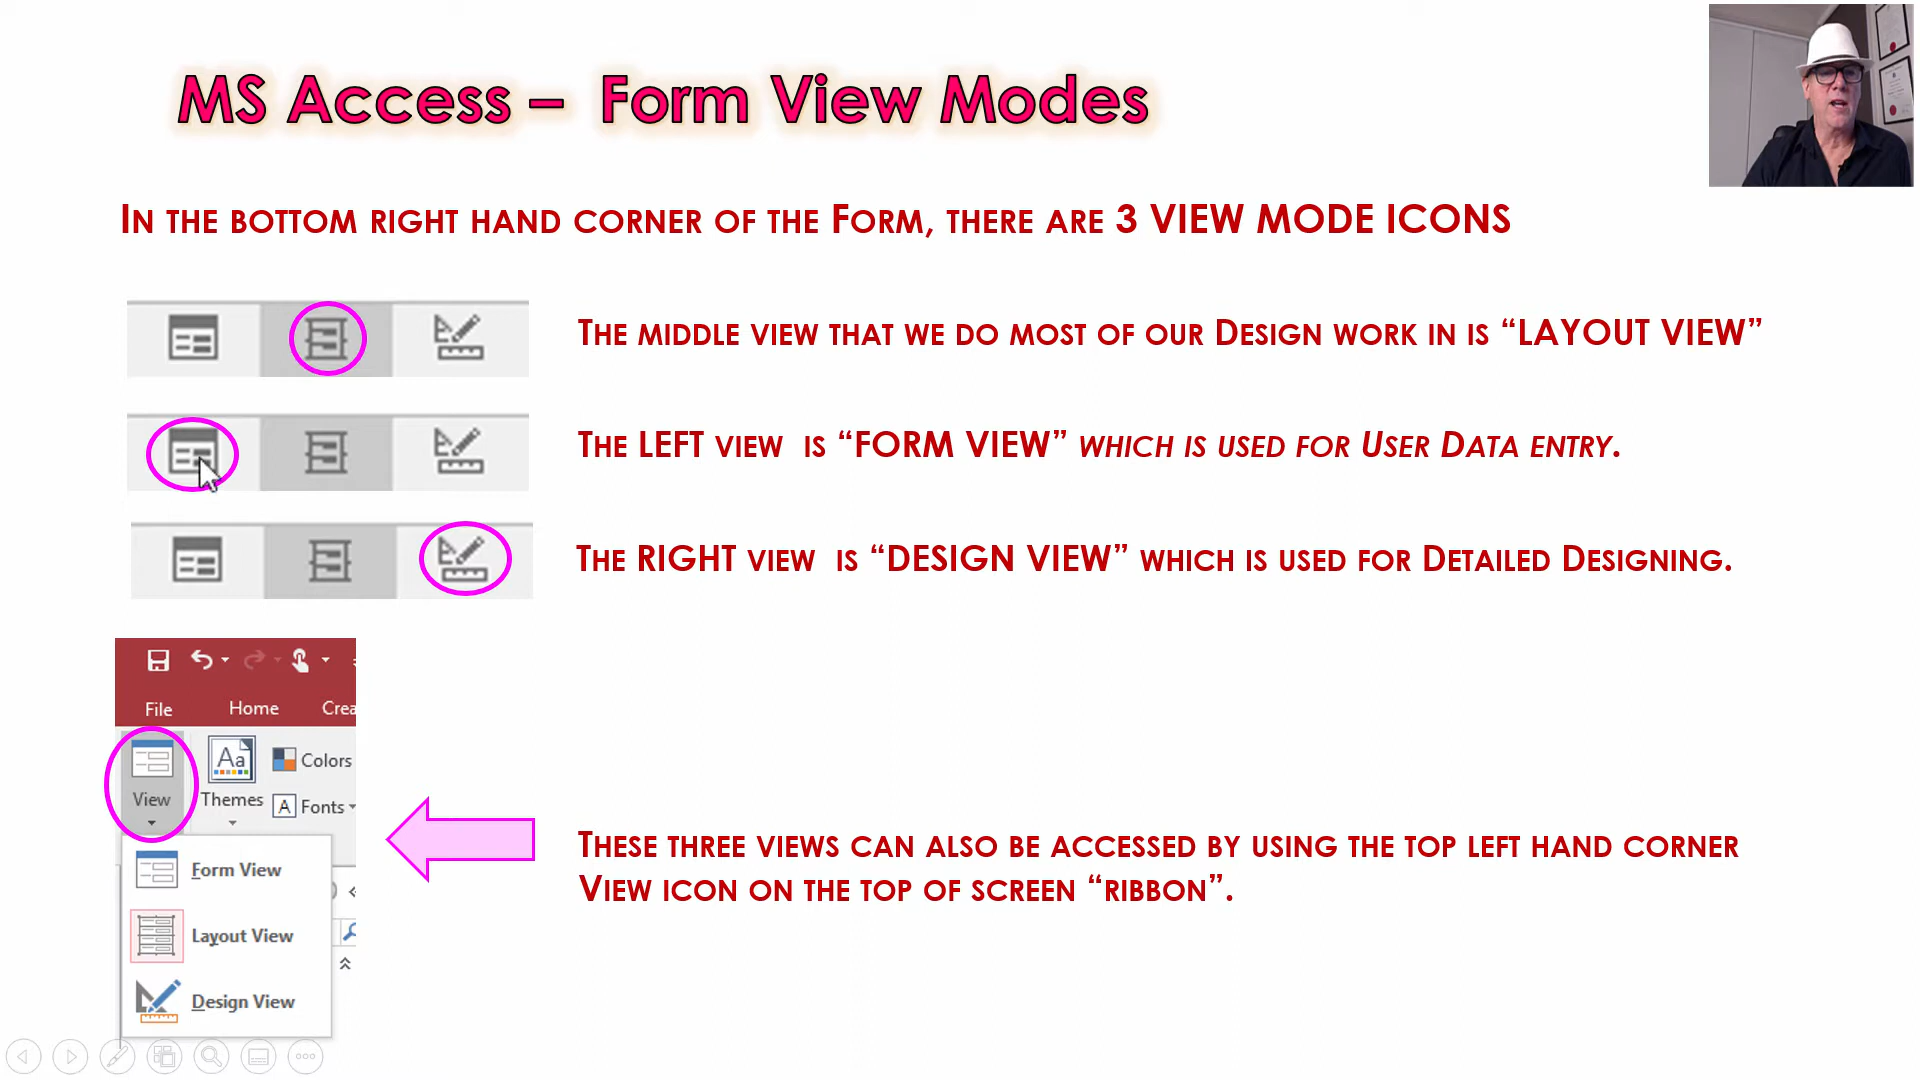 MS Access – Form View Modes
In the bottom right hand corner of the Form, there are 3 VIEW MODE ICONS
The middle view that we do most of our Design work in is “LAYOUT VIEW”
The LEFT view is “FORM VIEW” which is used for User Data entry.
The RIGHT view is “DESIGN VIEW” which is used for Detailed Designing.
File Home Crea
View Themes Aa Colors
A Fonts
Form View
Layout View
Design View
These three views can also be accessed by using the top left hand corner
View icon on the top of screen “ribbon”.